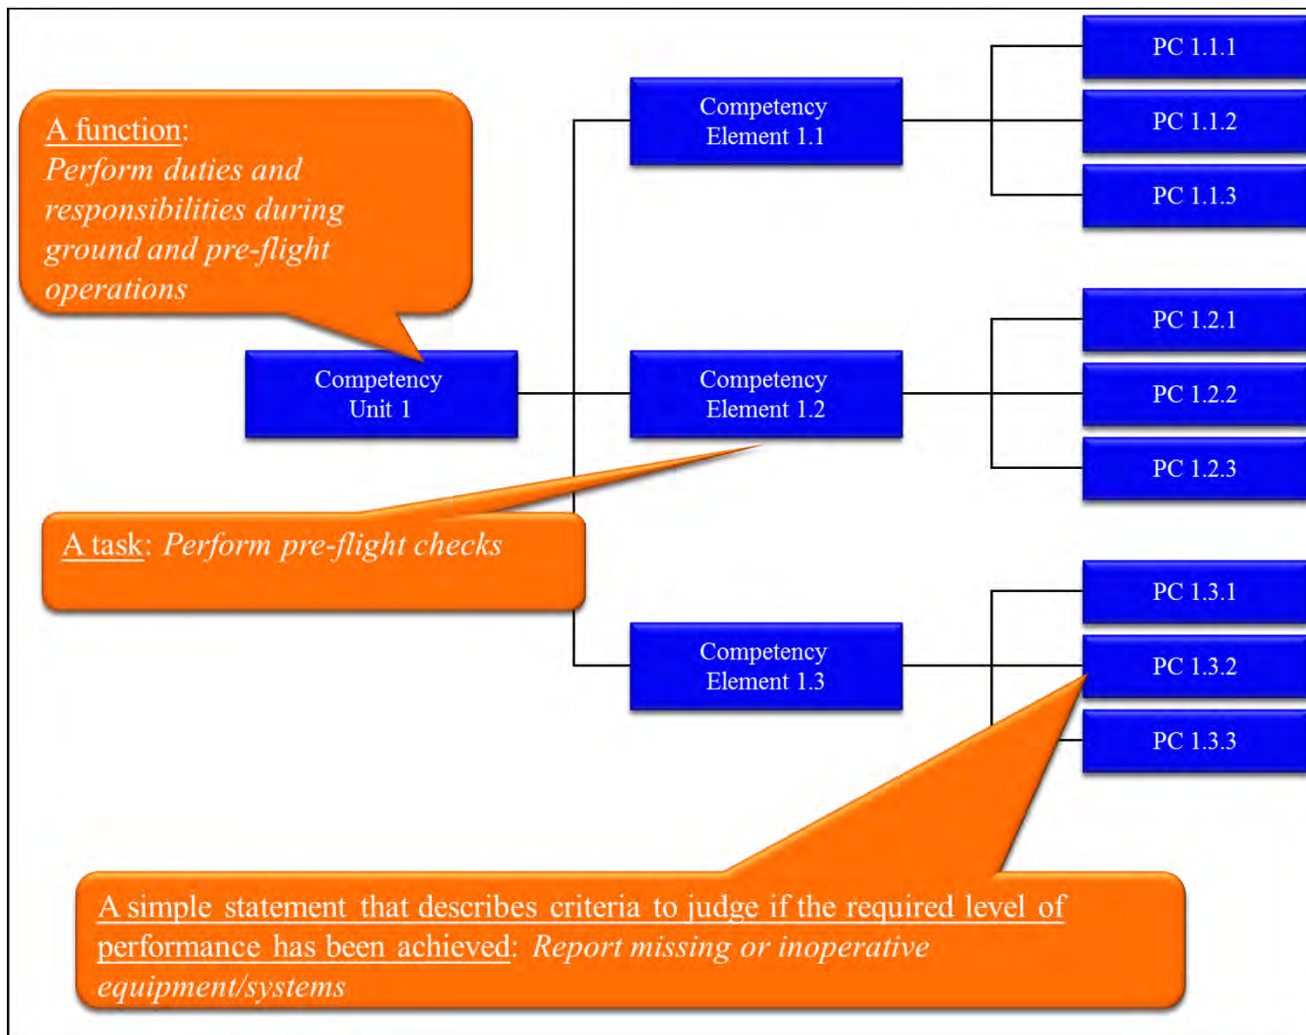 A function:
Perform duties and
responsibilities during
ground and pre-flight
operations
Competency
Unit 1
Competency
Element 1.1
PC 1.1.1
PC 1.1.2
PC 1.1.3
Competency
Element 1.2
PC 1.2.1
PC 1.2.2
PC 1.2.3
A task: Perform pre-flight checks
Competency
Element 1.3
PC 1.3.1
PC 1.3.2
PC 1.3.3
A simple statement that describes criteria to judge if the required level of
performance has been achieved: Report missing or inoperative
equipment/systems